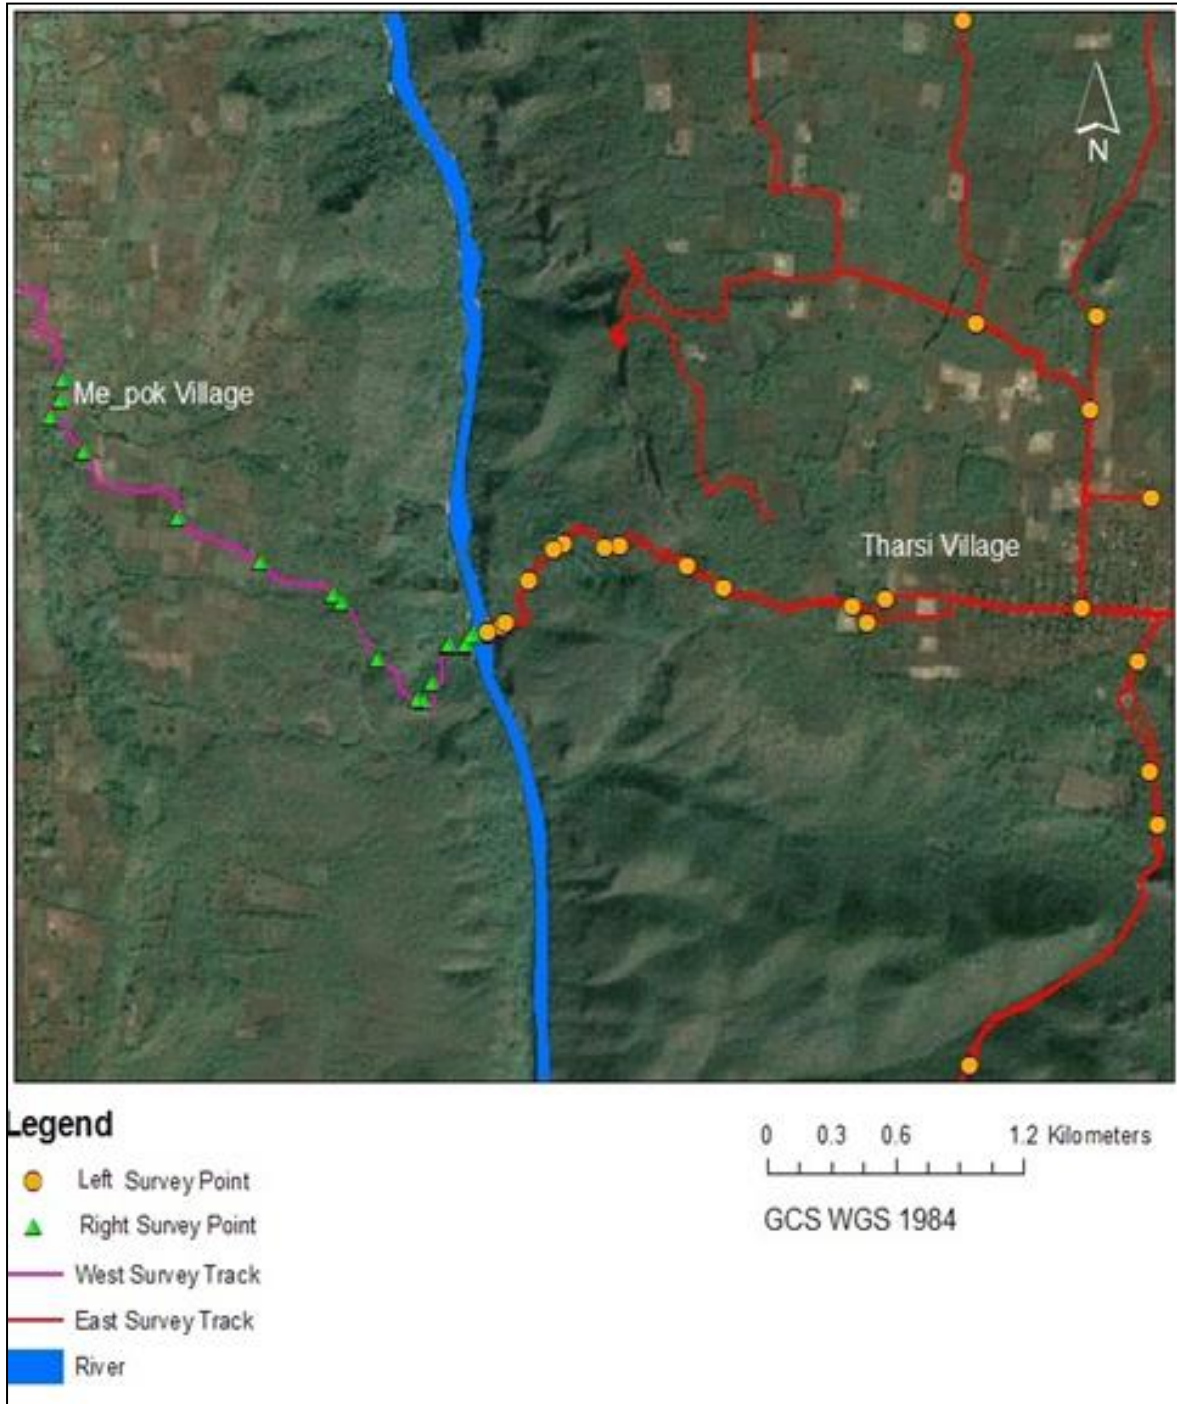 N
Me_pok Village
Tharsi Village
Legend
Left Survey Point
Right Survey Point
West Survey Track
East Survey Track
River
0 0.3 0.6 1.2 Kilometers
GCS WGS 1984